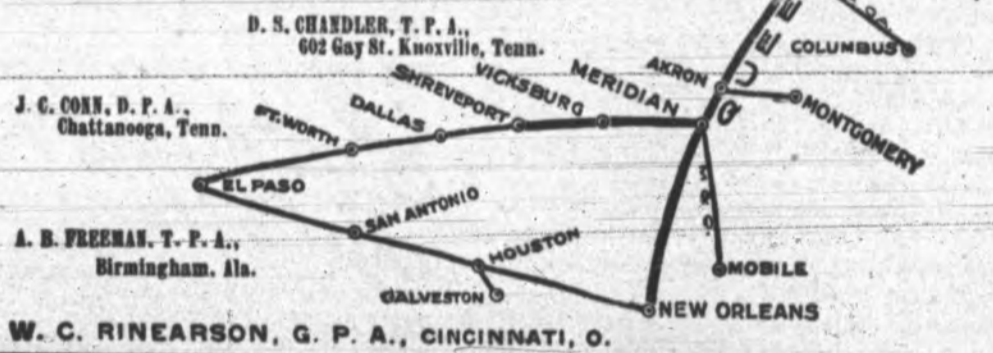 D. S. CHANDLER, T. P. A.,
602 Gay St. Knoxville, Tenn.
COLUMBUS
AKRON
MERIDIAN
VICKSBURG
SHREVEPORT
DALLAS
FT. WORTH
MONTGOMERY
J. C. CONN, D. P. A.,
Chattanooga, Tenn.
EL PASO
SAN ANTONIO
HOUSTON
GALVESTON
M & O.
MOBILE
NEW ORLEANS
A. B. FREEMAN. T. P. A.,
Birmingham. Ala.
W. C. RINEARSON, G. P. A., CINCINNATI, O.